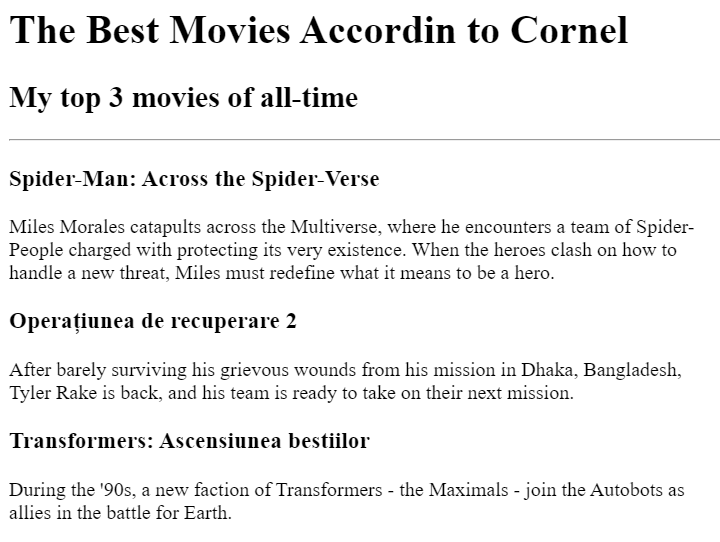 The Best Movies Accordin to Cornel
My top 3 movies of all-time
Spider-Man: Across the Spider-Verse
Miles Morales catapults across the Multiverse, where he encounters a team of Spider-
People charged with protecting its very existence. When the heroes clash on how to
handle a new threat, Miles must redefine what it means to be a hero.
Operațiunea de recuperare 2
After barely surviving his grievous wounds from his mission in Dhaka, Bangladesh,
Tyler Rake is back, and his team is ready to take on their next mission.
Transformers: Ascensiunea bestiilor
During the '90s, a new faction of Transformers - the Maximals - join the Autobots as
allies in the battle for Earth.